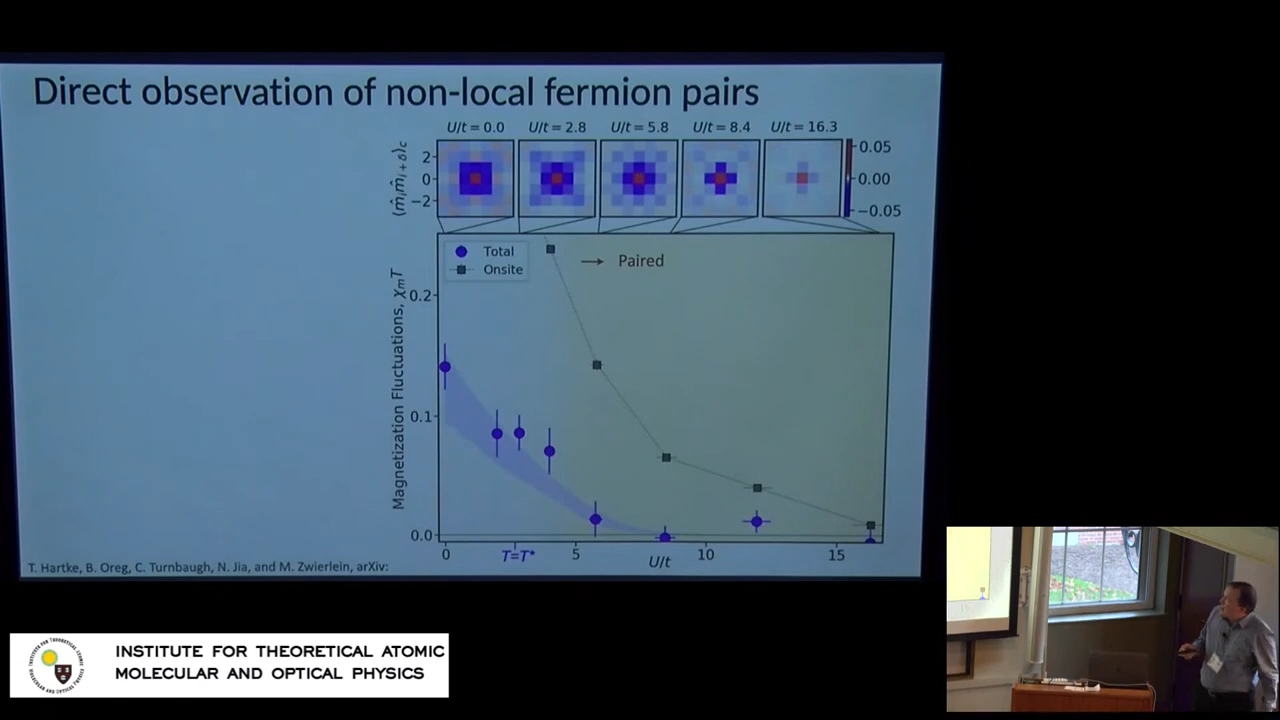 Direct observation of non-local fermion pairs
U/t = 0.0 U/t = 2.8 U/t = 5.8 U/t = 8.4 U/t = 16.3
⟨m̂ᵢm̂ᵢ₊δ⟩c
2
0
−2
0.05
0.00
−0.05
Total
Onsite
Paired
Magnetization Fluctuations, χₘT
0.2
0.1
0.0
0 5 10 15
T=T*
U/t
T. Hartke, B. Oreg, C. Turnbaugh, N. Jia, and M. Zwierlein, arXiv:
INSTITUTE FOR THEORETICAL ATOMIC
MOLECULAR AND OPTICAL PHYSICS